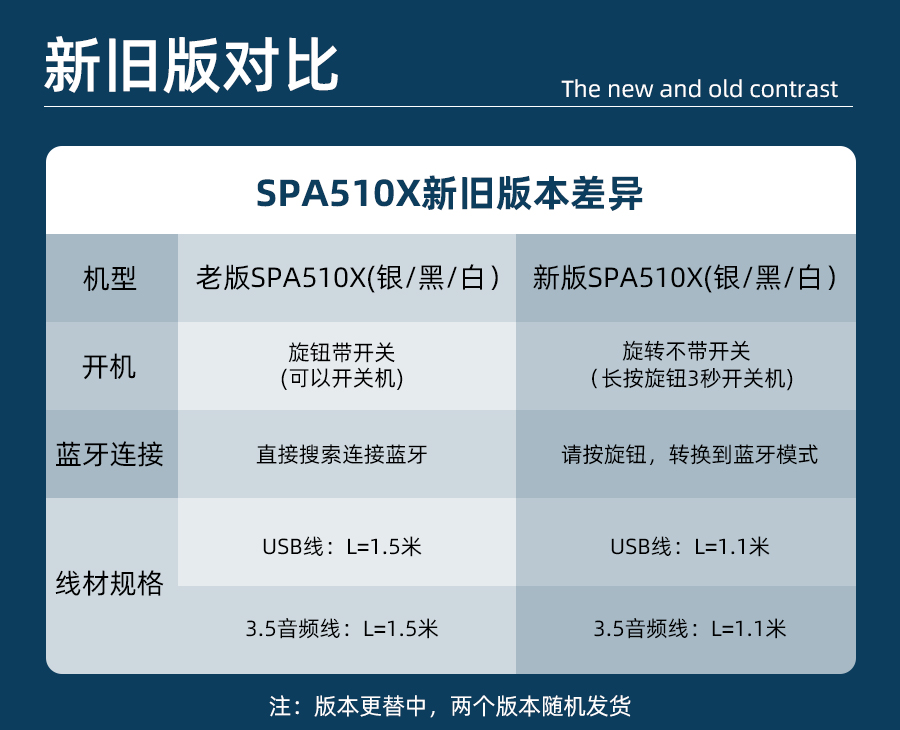 新旧版对比
The new and old contrast
SPA510X新旧版本差异
机型
老版SPA510X(银/黑/白）
新版SPA510X(银/黑/白）
开机
旋钮带开关
(可以开关机)
旋转不带开关
（长按旋钮3秒开关机)
蓝牙连接
直接搜索连接蓝牙
请按旋钮，转换到蓝牙模式
线材规格
USB线：L=1.5米
USB线：L=1.1米
3.5音频线：L=1.5米
3.5音频线：L=1.1米
注：版本更替中，两个版本随机发货